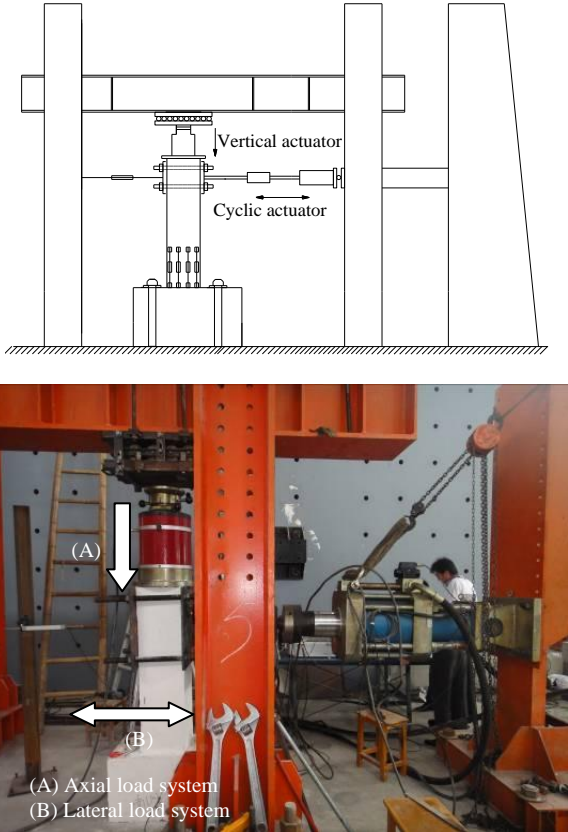 Vertical actuator
Cyclic actuator
(A)
(B)
(A) Axial load system
(B) Lateral load system